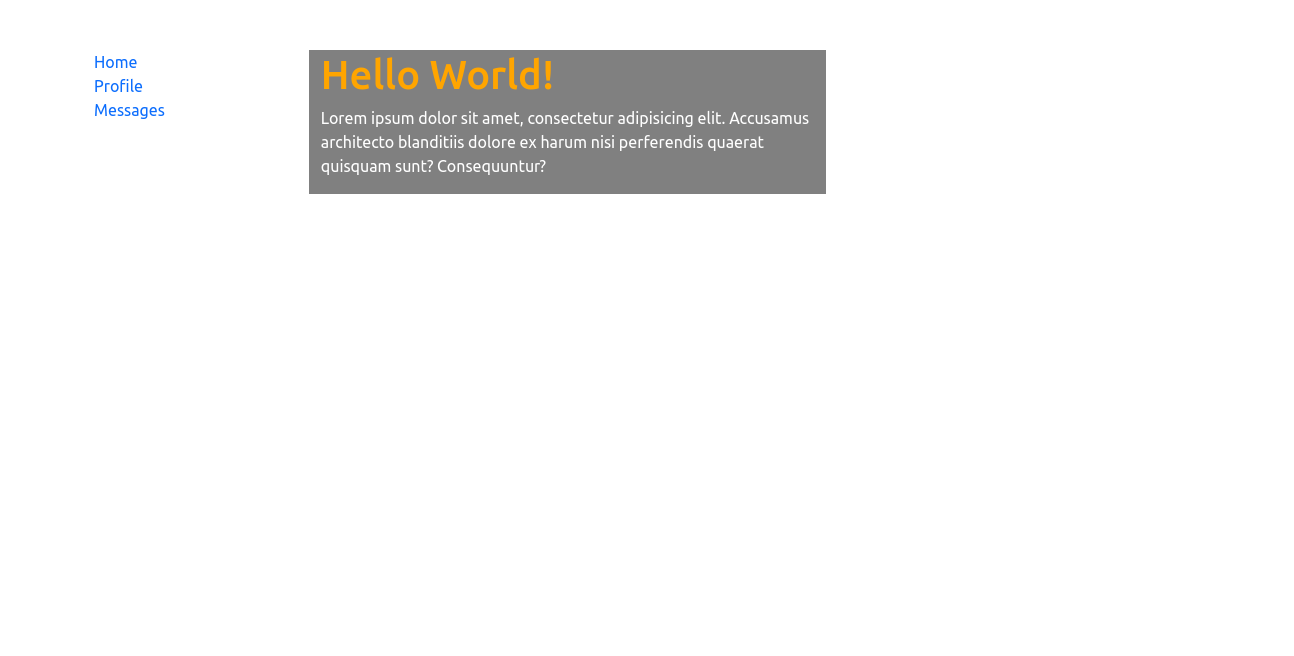 Home
Profile
Messages
Hello World!
Lorem ipsum dolor sit amet, consectetur adipisicing elit. Accusamus
architecto blanditiis dolore ex harum nisi perferendis quaerat
quisquam sunt? Consequuntur?